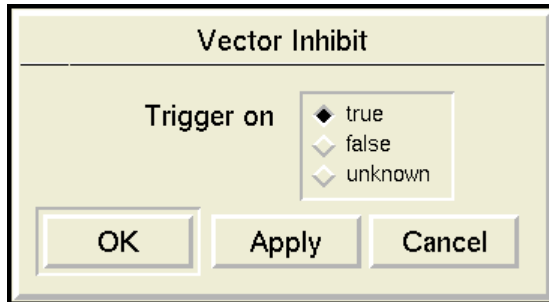 Vector Inhibit
Trigger on
true
false
unknown
OK Apply Cancel